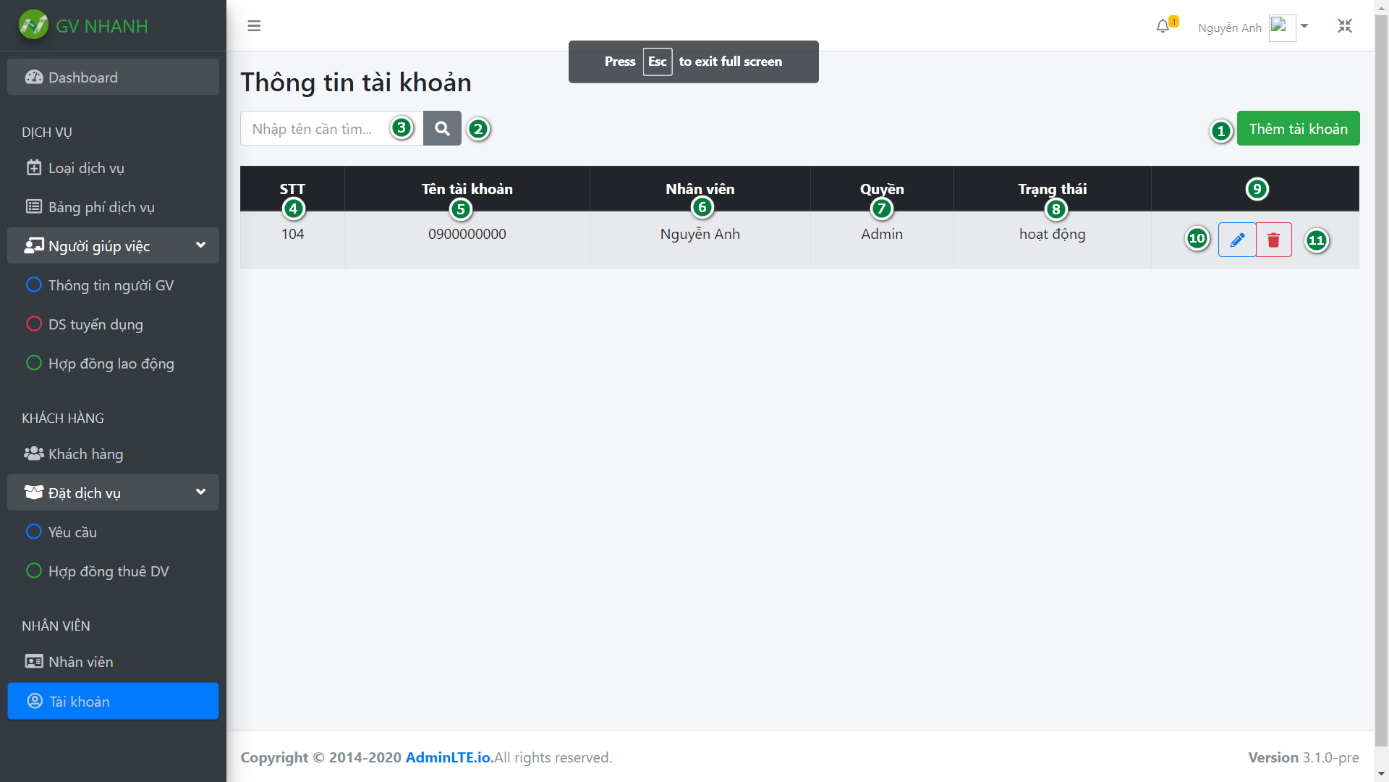 GV NHANH
1
Nguyễn Anh
Press Esc to exit full screen
Dashboard
DỊCH VỤ
Loại dịch vụ
Bảng phí dịch vụ
Người giúp việc
Thông tin người GV
DS tuyển dụng
Hợp đồng lao động
KHÁCH HÀNG
Khách hàng
Đặt dịch vụ
Yêu cầu
Hợp đồng thuê DV
NHÂN VIÊN
Nhân viên
Tài khoản
Thông tin tài khoản
Nhập tên cần tìm... 3 2
1 Thêm tài khoản
STT Tên tài khoản Nhân viên Quyền Trạng thái 9
4 5 6 7 8
104 0900000000 Nguyễn Anh Admin hoạt động 10 11
Copyright © 2014-2020 AdminLTE.io.All rights reserved.
Version 3.1.0-pre